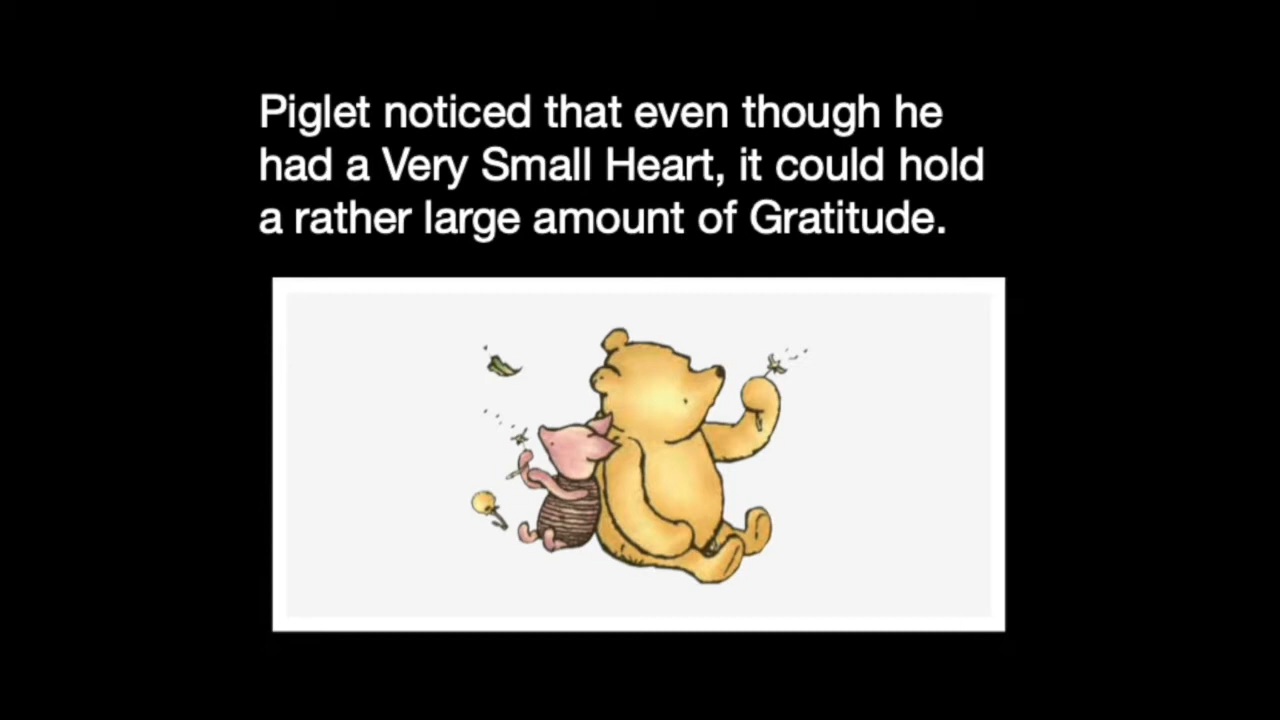 Piglet noticed that even though he
had a Very Small Heart, it could hold
a rather large amount of Gratitude.